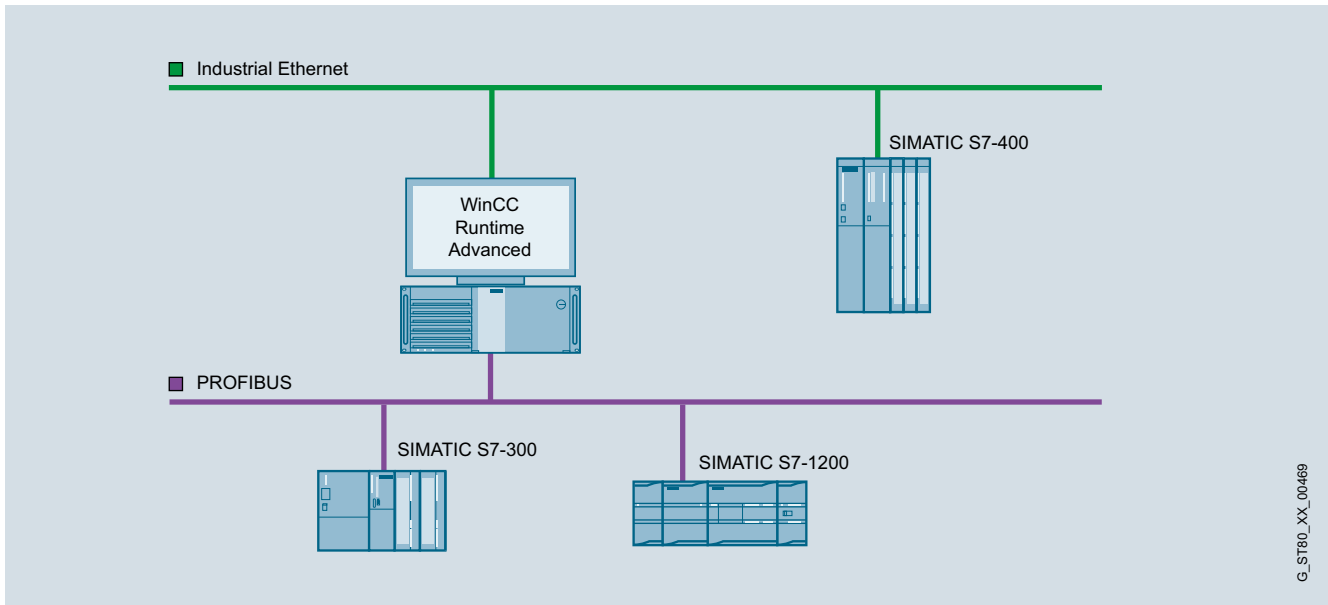 Industrial Ethernet
SIMATIC S7-400
WinCC
Runtime
Advanced
PROFIBUS
SIMATIC S7-300
SIMATIC S7-1200
G_ST80_XX_00469